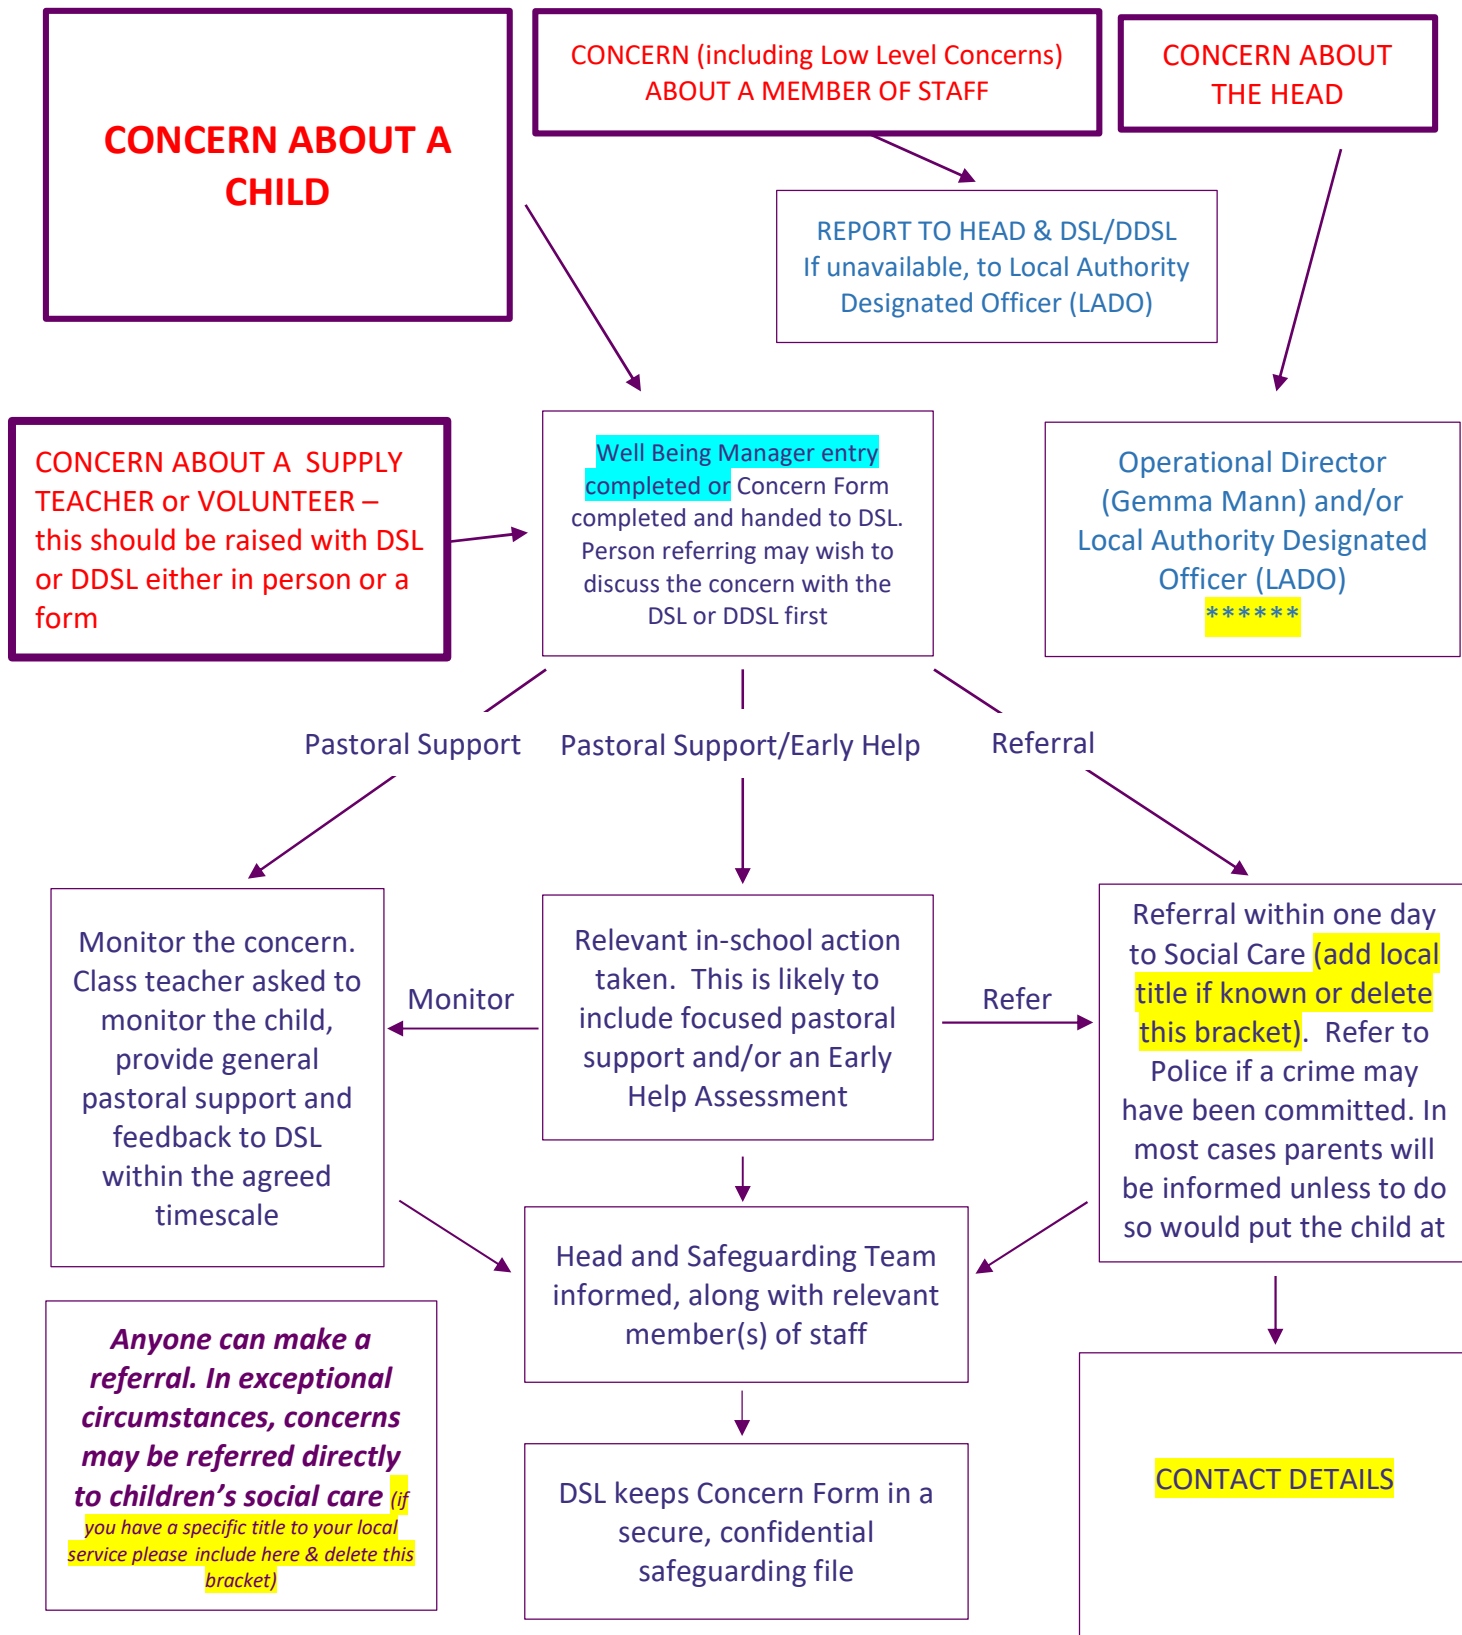 CONCERN ABOUT A
CHILD
CONCERN (including Low Level Concerns)
ABOUT A MEMBER OF STAFF
CONCERN ABOUT
THE HEAD
REPORT TO HEAD & DSL/DDSL
If unavailable, to Local Authority
Designated Officer (LADO)
CONCERN ABOUT A  SUPPLY
TEACHER or VOLUNTEER –
this should be raised with DSL
or DDSL either in person or a
form
Well Being Manager entry
completed or Concern Form
completed and handed to DSL.
Person referring may wish to
discuss the concern with the
DSL or DDSL first
Operational Director
(Gemma Mann) and/or
Local Authority Designated
Officer (LADO)
******
Pastoral Support
Pastoral Support/Early Help
Referral
Monitor the concern.
Class teacher asked to
monitor the child,
provide general
pastoral support and
feedback to DSL
within the agreed
timescale
Monitor
Relevant in-school action
taken.  This is likely to
include focused pastoral
support and/or an Early
Help Assessment
Refer
Referral within one day
to Social Care (add local
title if known or delete
this bracket).  Refer to
Police if a crime may
have been committed. In
most cases parents will
be informed unless to do
so would put the child at
Head and Safeguarding Team
informed, along with relevant
member(s) of staff
Anyone can make a
referral. In exceptional
circumstances, concerns
may be referred directly
to children’s social care (if
you have a specific title to your local
service please include here & delete this
bracket)
DSL keeps Concern Form in a
secure, confidential
safeguarding file
CONTACT DETAILS